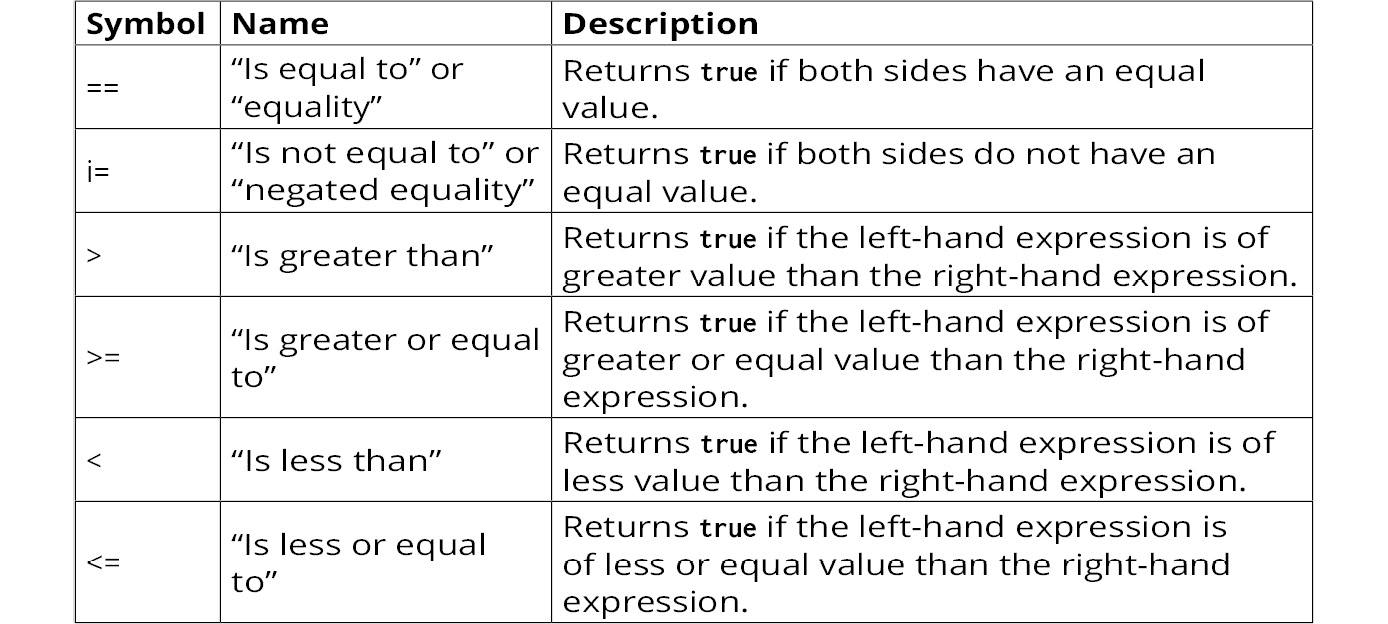 Symbol Name Description
== “Is equal to” or Returns true if both sides have an equal
“equality” value.
i= “Is not equal to” or Returns true if both sides do not have an
“negated equality” equal value.
> “Is greater than” Returns true if the left-hand expression is of
greater value than the right-hand expression.
>= “Is greater or equal Returns true if the left-hand expression is of
to” greater or equal value than the right-hand
expression.
< “Is less than” Returns true if the left-hand expression is of
less value than the right-hand expression.
<= “Is less or equal Returns true if the left-hand expression is
to” of less or equal value than the right-hand
expression.